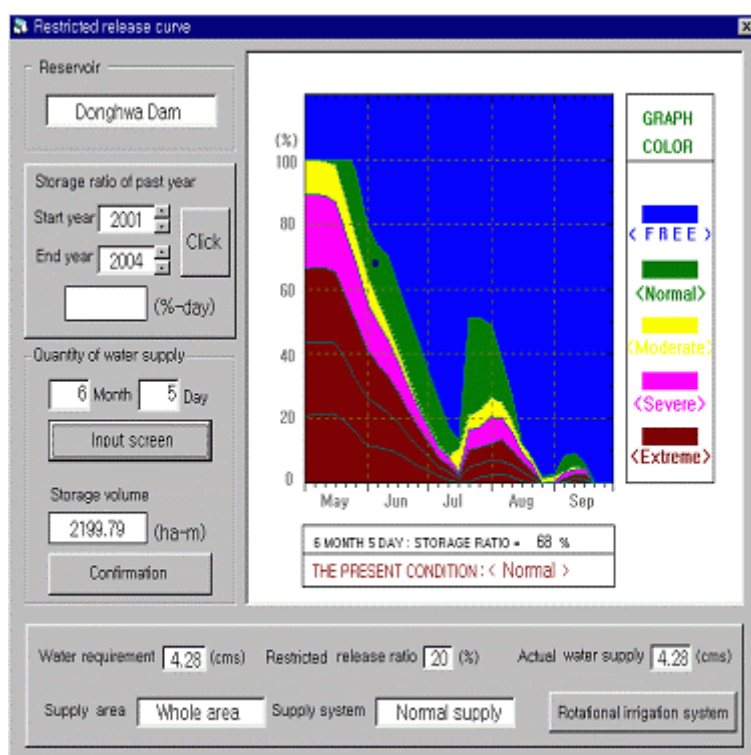 Restricted release curve
Reservoir
Donghwa Dam
Storage ratio of past year
Start year 2001
End year 2004
Click
(%-day)
Quantity of water supply
6 Month 5 Day
Input screen
Storage volume
2199.79 (ha-m)
Confirmation
(%)
100
80
60
40
20
0
May Jun Jul Aug Sep
GRAPH
COLOR
< FREE >
<Normal>
<Moderate>
<Severe>
<Extreme>
6 MONTH 5 DAY : STORAGE RATIO = 68 %
THE PRESENT CONDITION : < Normal >
Water requirement 4.28 (cms) Restricted release ratio 20 (%) Actual water supply 4.28 (cms)
Supply area Whole area Supply system Normal supply Rotational irrigation system